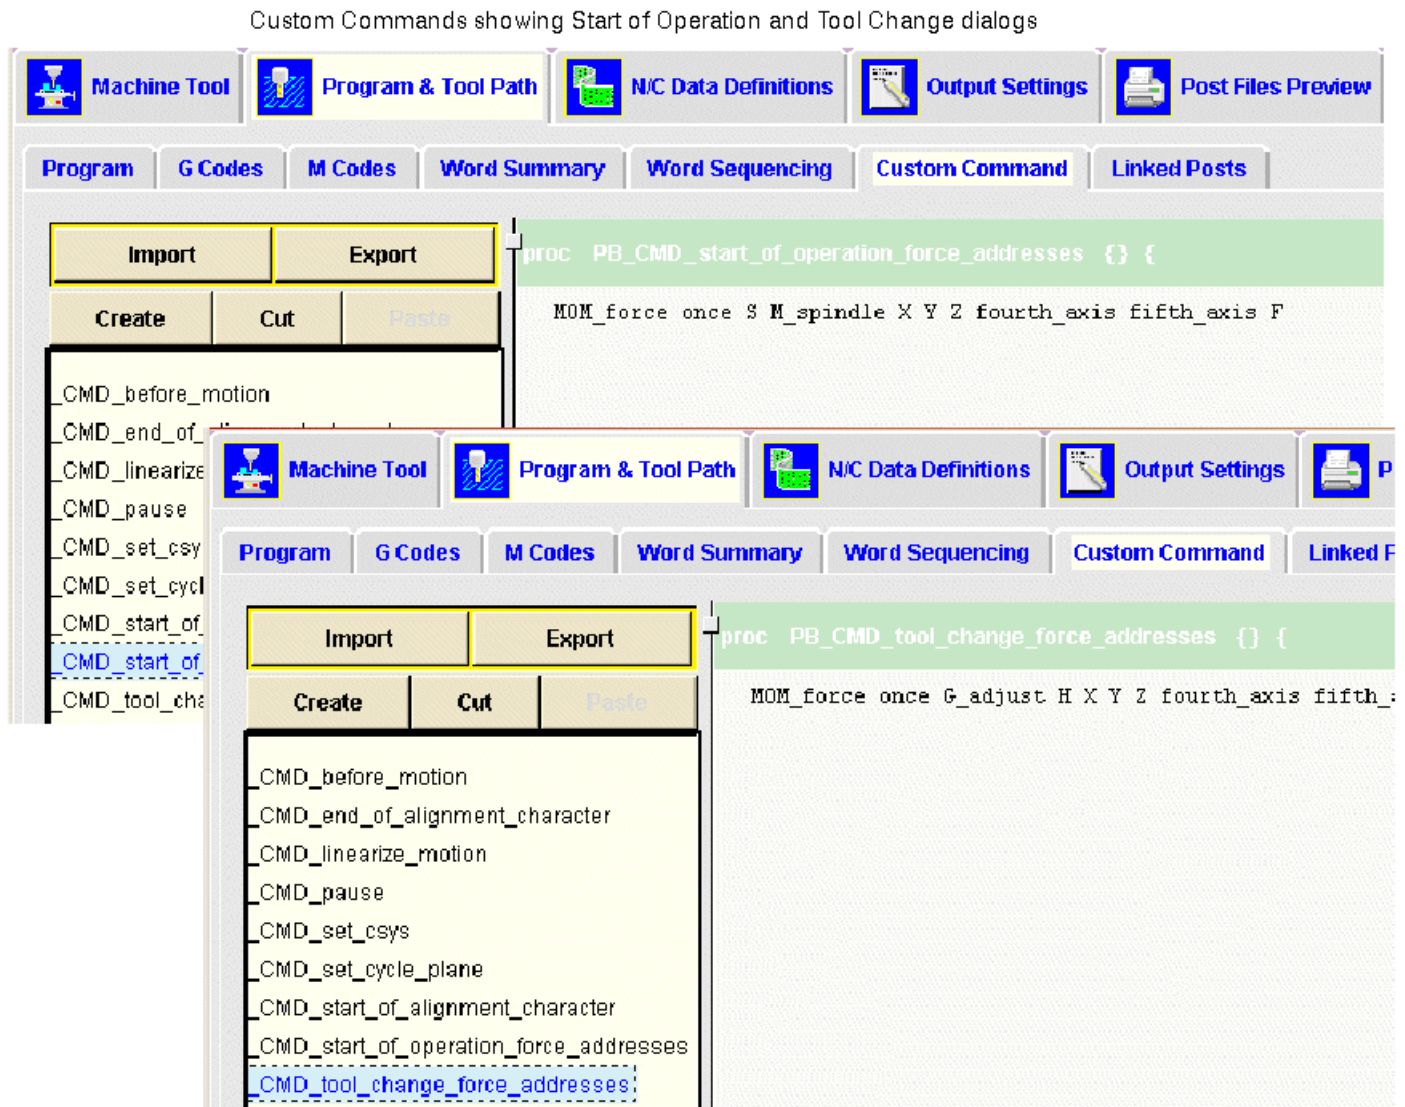 Custom Commands showing Start of Operation and Tool Change dialogs
Machine Tool Program & Tool Path N/C Data Definitions Output Settings Post Files Preview
Program G Codes M Codes Word Summary Word Sequencing Custom Command Linked Posts
Import Export
proc PB_CMD_start_of_operation_force_addresses {} {
Create Cut Paste
MOM_force once S M_spindle X Y Z fourth_axis fifth_axis F
_CMD_before_motion
_CMD_end_of_
_CMD_linearize
_CMD_pause
_CMD_set_csy
_CMD_set_cycl
_CMD_start_of_
_CMD_start_of_
_CMD_tool_cha
Machine Tool Program & Tool Path N/C Data Definitions Output Settings P
Program G Codes M Codes Word Summary Word Sequencing Custom Command Linked
Import Export
proc PB_CMD_tool_change_force_addresses {} {
Create Cut Paste
MOM_force once G_adjust H X Y Z fourth_axis fifth_
_CMD_before_motion
_CMD_end_of_alignment_character
_CMD_linearize_motion
_CMD_pause
_CMD_set_csys
_CMD_set_cycle_plane
_CMD_start_of_alignment_character
_CMD_start_of_operation_force_addresses
_CMD_tool_change_force_addresses